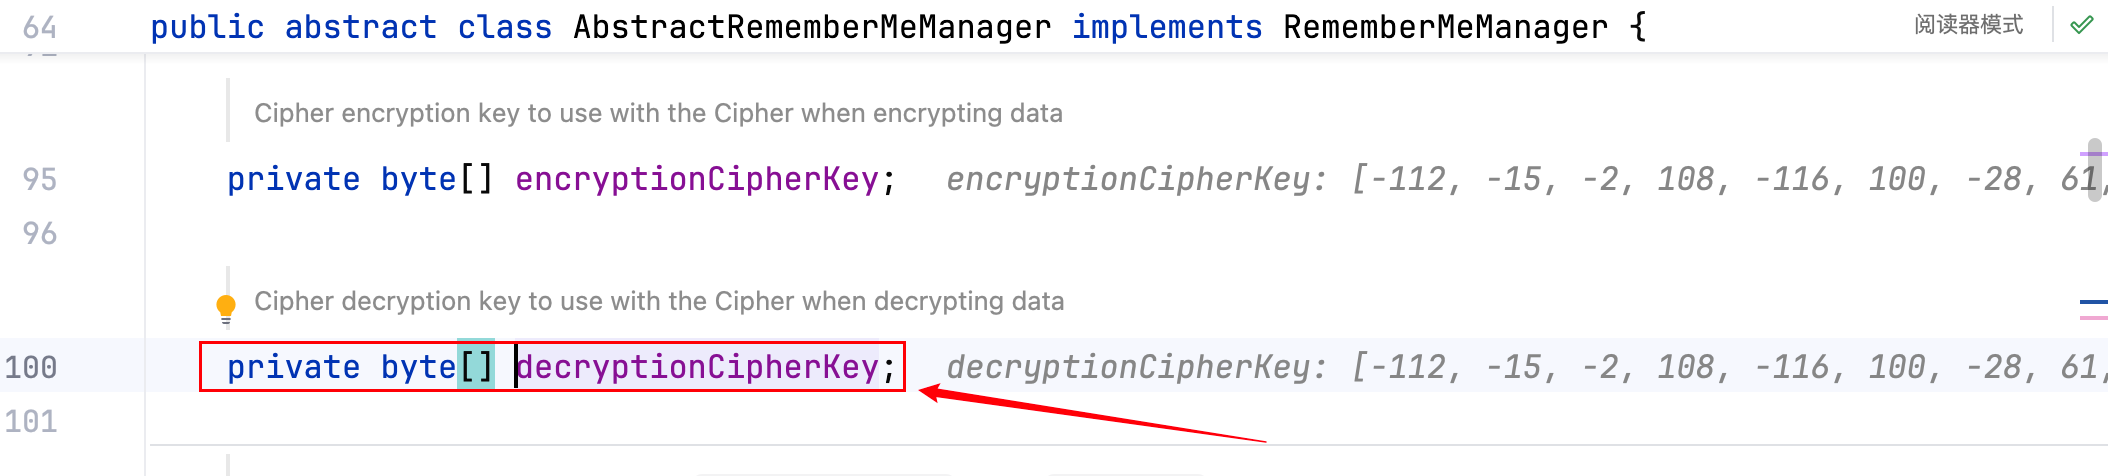 64 public abstract class AbstractRememberMeManager implements RememberMeManager { 阅读器模式
Cipher encryption key to use with the Cipher when encrypting data
95 private byte[] encryptionCipherKey; encryptionCipherKey: [-112, -15, -2, 108, -116, 100, -28, 61,
96
Cipher decryption key to use with the Cipher when decrypting data
100 private byte[] decryptionCipherKey; decryptionCipherKey: [-112, -15, -2, 108, -116, 100, -28, 61,
101